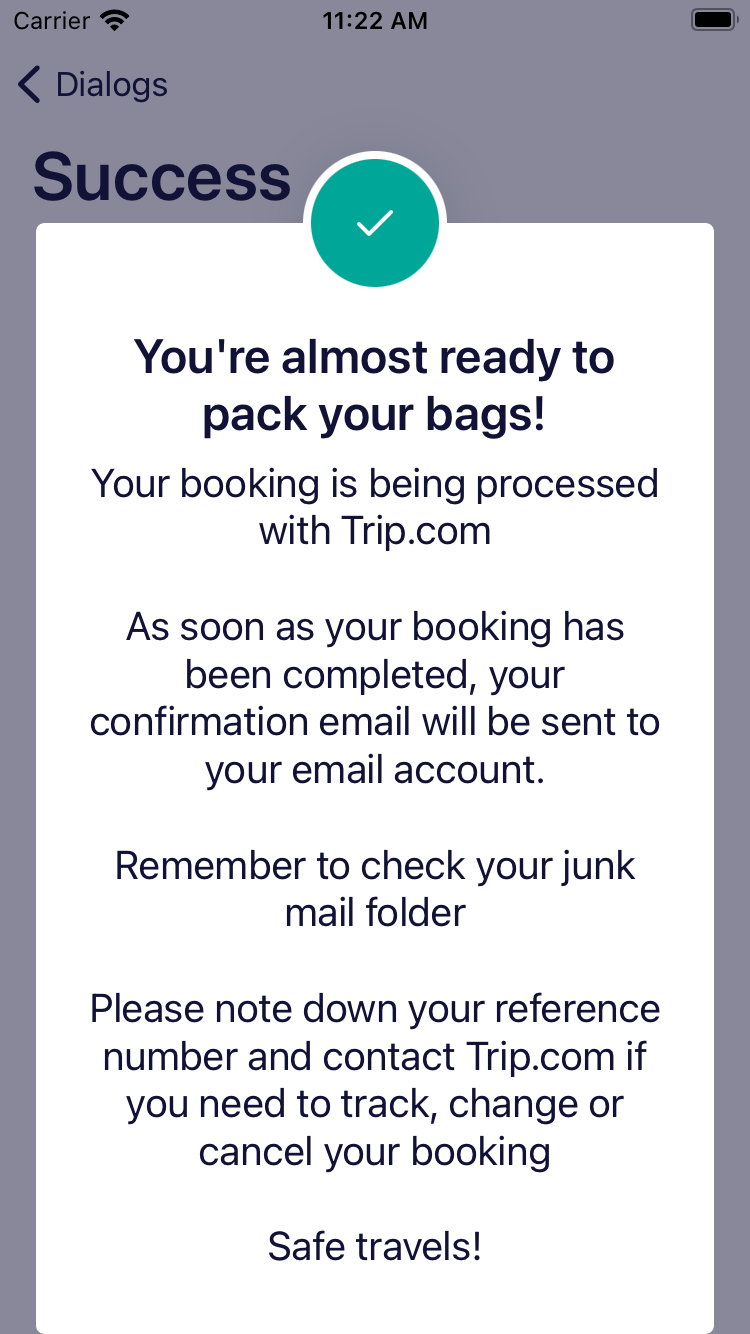 Carrier 11:22 AM
Dialogs
Success
You're almost ready to
pack your bags!
Your booking is being processed
with Trip.com
As soon as your booking has
been completed, your
confirmation email will be sent to
your email account.
Remember to check your junk
mail folder
Please note down your reference
number and contact Trip.com if
you need to track, change or
cancel your booking
Safe travels!